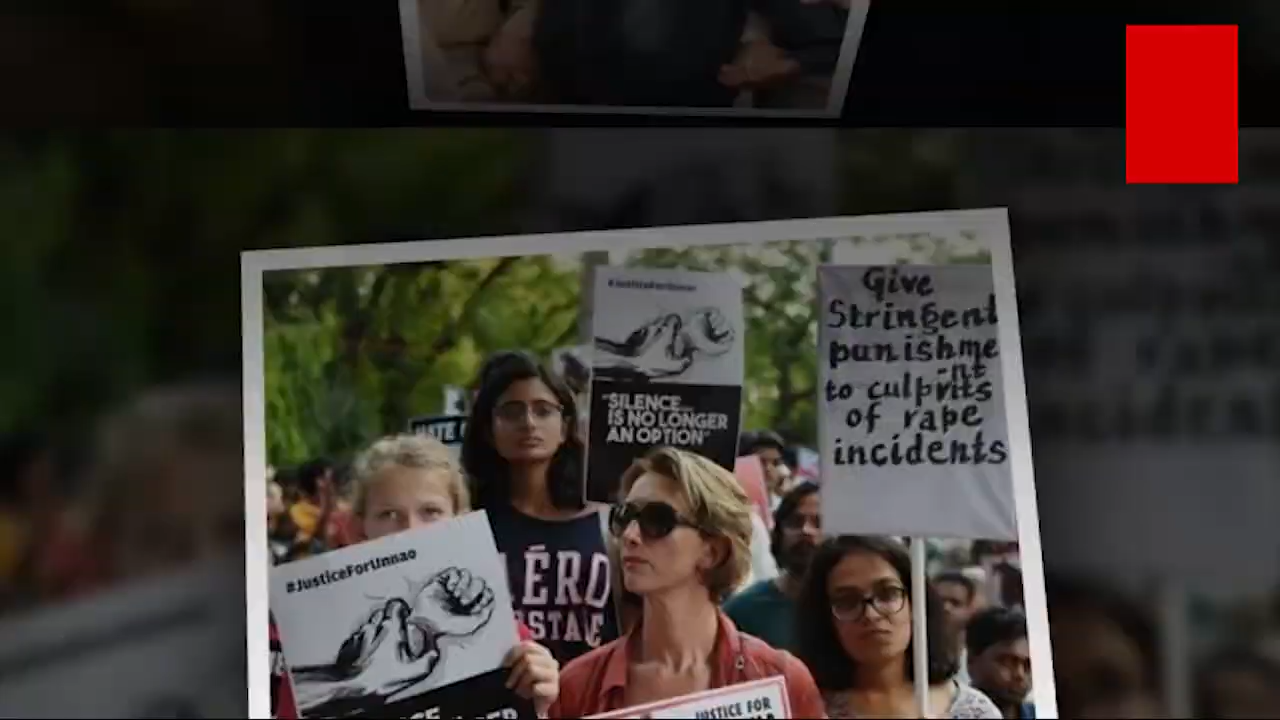 #JusticeForUnnao
"SILENCE
IS NO LONGER
AN OPTION"
Give
Stringent
punishme
-nt
to culprits
of rape
incidents
#JusticeForUnnao
JUSTICE FOR